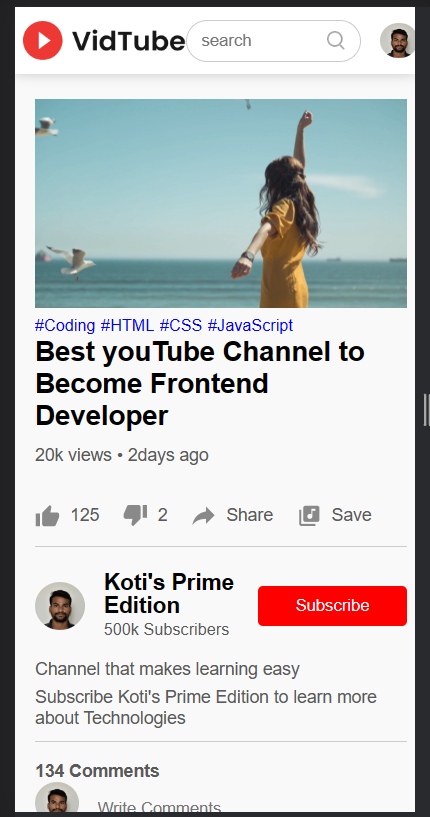 VidTube
search
#Coding #HTML #CSS #JavaScript
Best youTube Channel to
Become Frontend
Developer
20k views • 2days ago
125 2 Share Save
Koti's Prime
Edition
500k Subscribers
Subscribe
Channel that makes learning easy
Subscribe Koti's Prime Edition to learn more
about Technologies
134 Comments
Write Comments